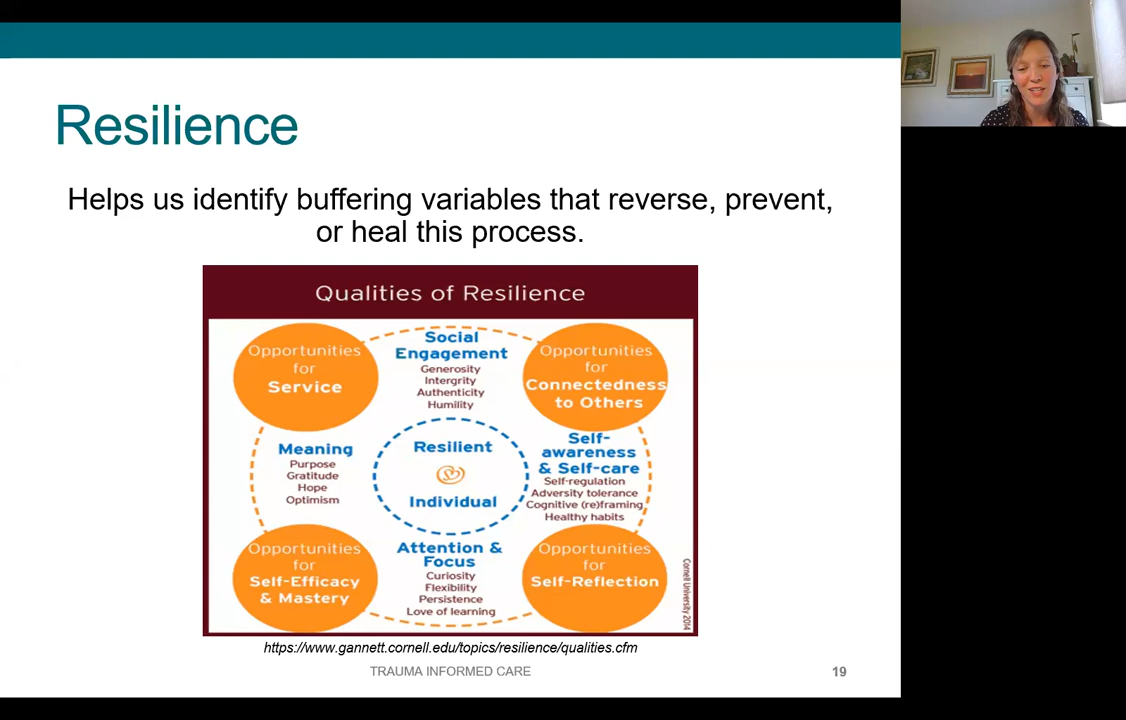 Resilience
Helps us identify buffering variables that reverse, prevent,
or heal this process.
Qualities of Resilience
Opportunities
for
Service
Social
Engagement
Generosity
Intergrity
Authenticity
Humility
Opportunities
for
Connectedness
to Others
Meaning
Purpose
Gratitude
Hope
Optimism
Resilient
Individual
Self-
awareness
& Self-care
Self-regulation
Adversity tolerance
Cognitive (re)framing
Healthy habits
Opportunities
for
Self-Efficacy
& Mastery
Attention &
Focus
Curiosity
Flexibility
Persistence
Love of learning
Opportunities
for
Self-Reflection
Cornell University 2014
https://www.gannett.cornell.edu/topics/resilience/qualities.cfm
TRAUMA INFORMED CARE
19